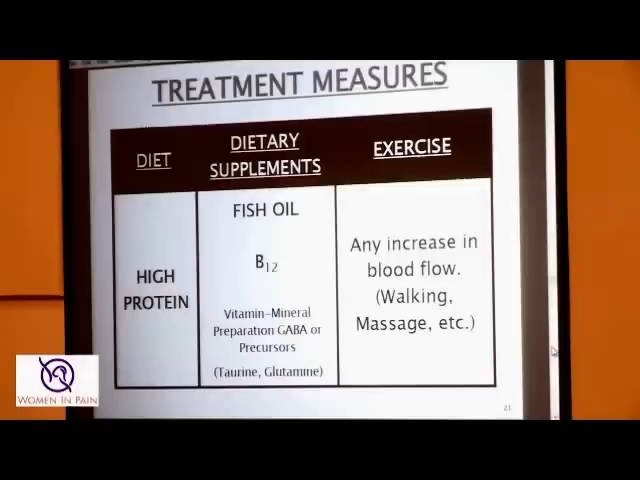 TREATMENT MEASURES
DIET
DIETARY
SUPPLEMENTS
EXERCISE
HIGH
PROTEIN
FISH OIL
B12
Vitamin-Mineral
Preparation GABA or
Precursors
(Taurine, Glutamine)
Any increase in
blood flow.
(Walking,
Massage, etc.)
21
WOMEN IN PAIN